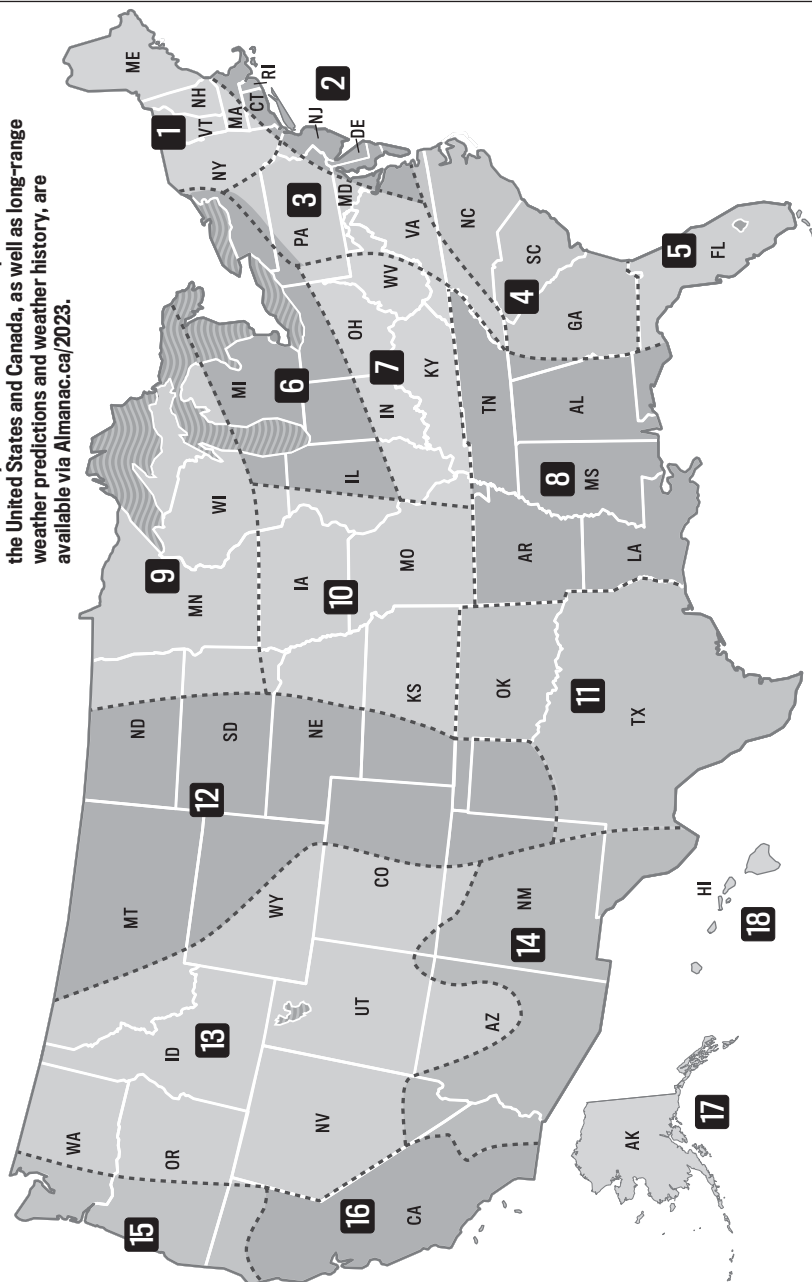 the United States and Canada, as well as long-range
weather predictions and weather history, are
available via Almanac.ca/2023.
ME
NH
VT
MA
RI
CT
NY
1
2
NJ
DE
3
PA
MD
VA
WV
NC
SC
4
GA
5
FL
MI
6
OH
7
IN
KY
IL
TN
AL
8
MS
WI
9
MN
IA
10
MO
AR
LA
ND
SD
NE
KS
OK
11
TX
12
MT
WY
CO
NM
14
HI
18
ID
13
UT
AZ
WA
OR
NV
15
16
CA
AK
17